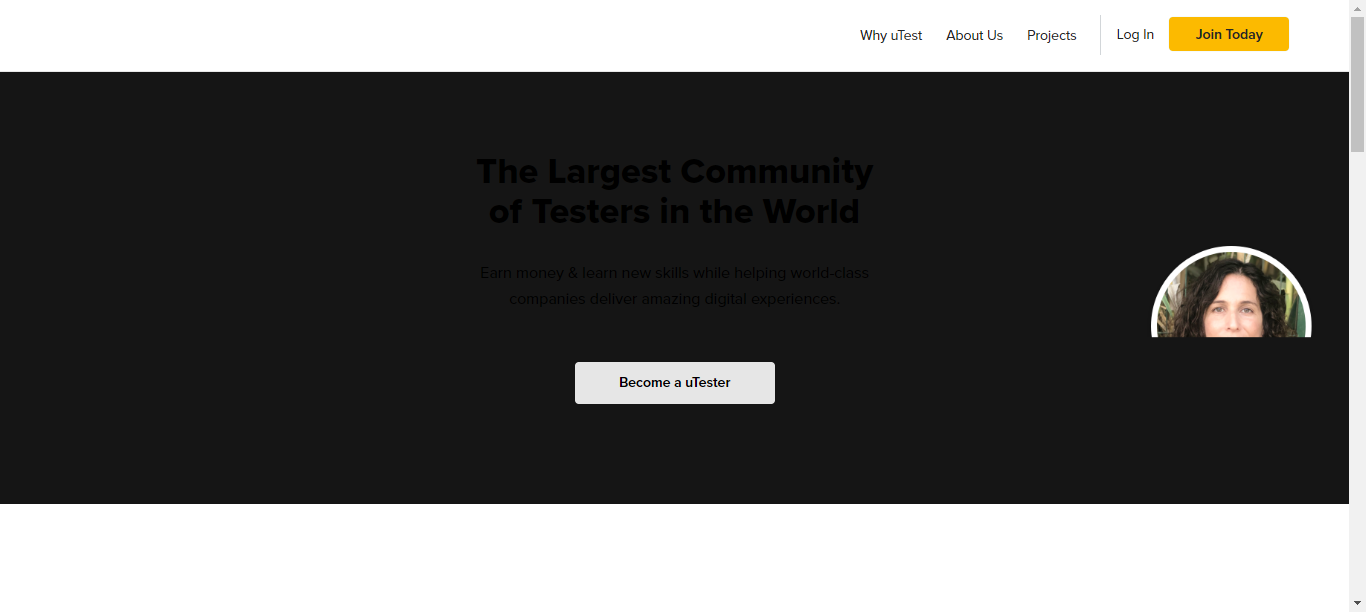 Why uTest About Us Projects Log In Join Today
The Largest Community
of Testers in the World
Earn money & learn new skills while helping world-class
companies deliver amazing digital experiences.
Become a uTester